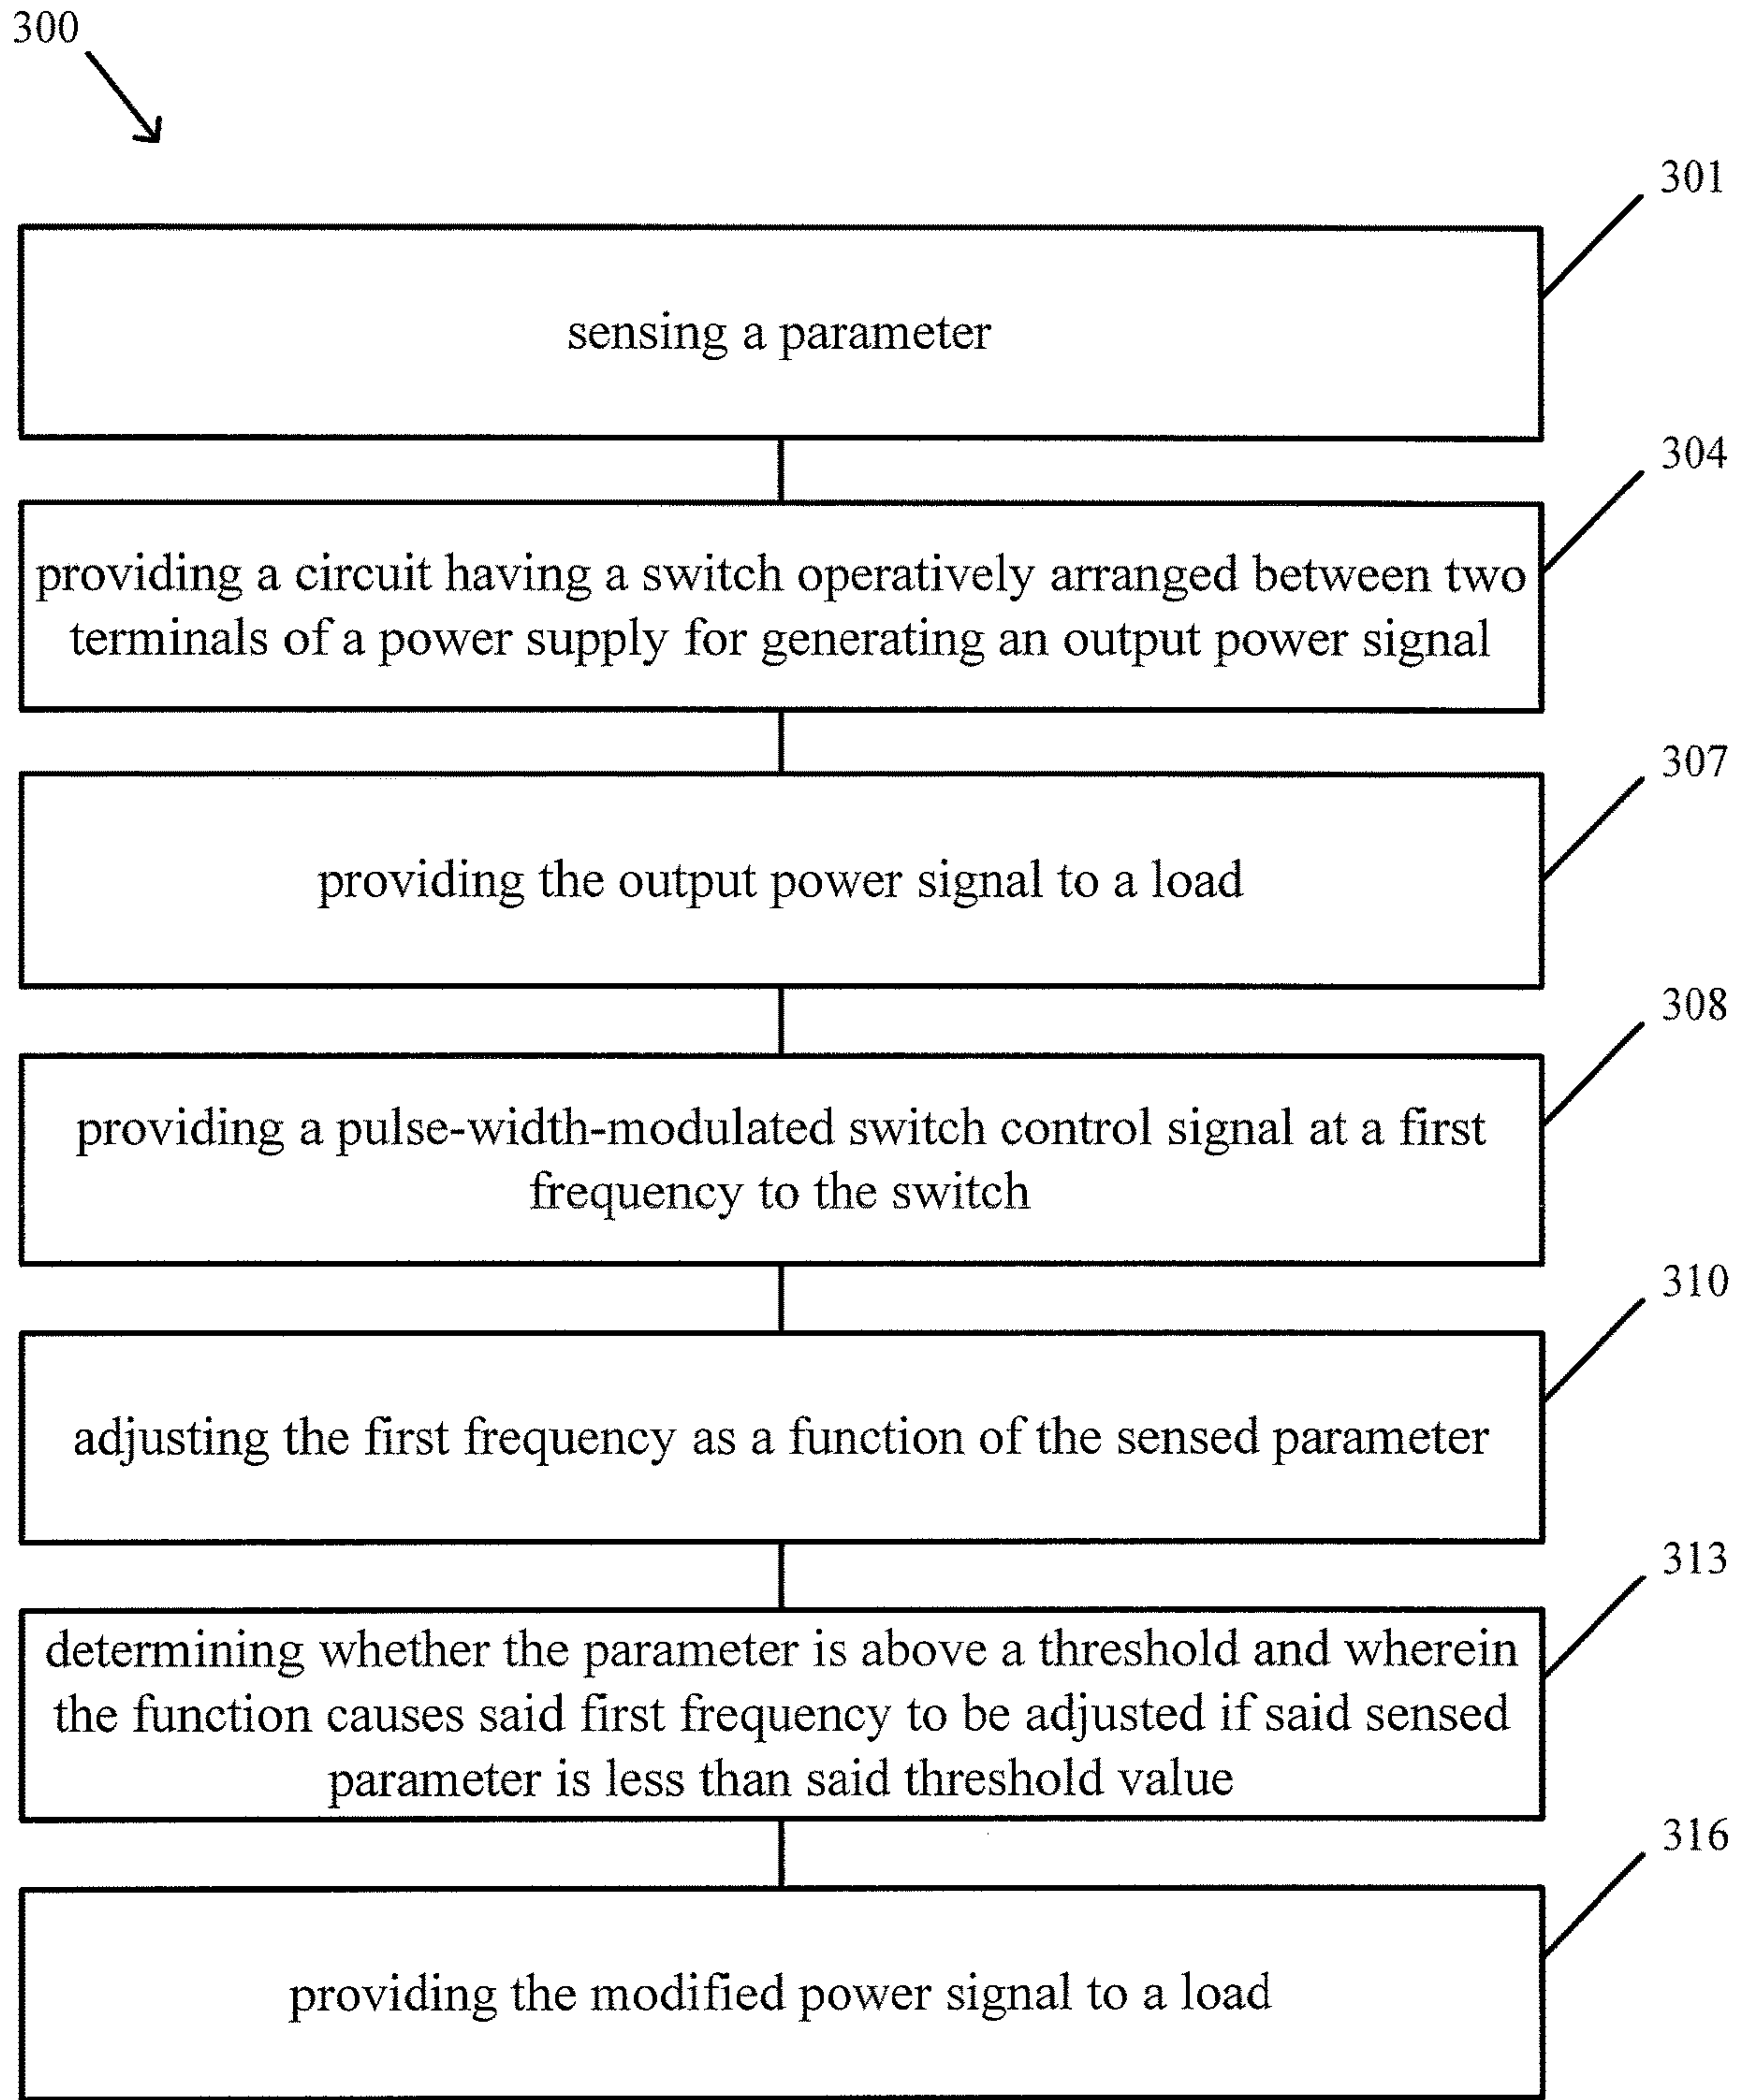 300
301
sensing a parameter
304
providing a circuit having a switch operatively arranged between two
terminals of a power supply for generating an output power signal
307
providing the output power signal to a load
308
providing a pulse-width-modulated switch control signal at a first
frequency to the switch
310
adjusting the first frequency as a function of the sensed parameter
313
determining whether the parameter is above a threshold and wherein
the function causes said first frequency to be adjusted if said sensed
parameter is less than said threshold value
316
providing the modified power signal to a load